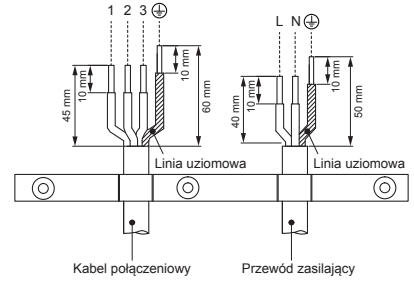 1 2 3
L N
10 mm
45 mm
10 mm
60 mm
10 mm
40 mm
10 mm
50 mm
Linia uziomowa
Linia uziomowa
Kabel połączeniowy
Przewód zasilający